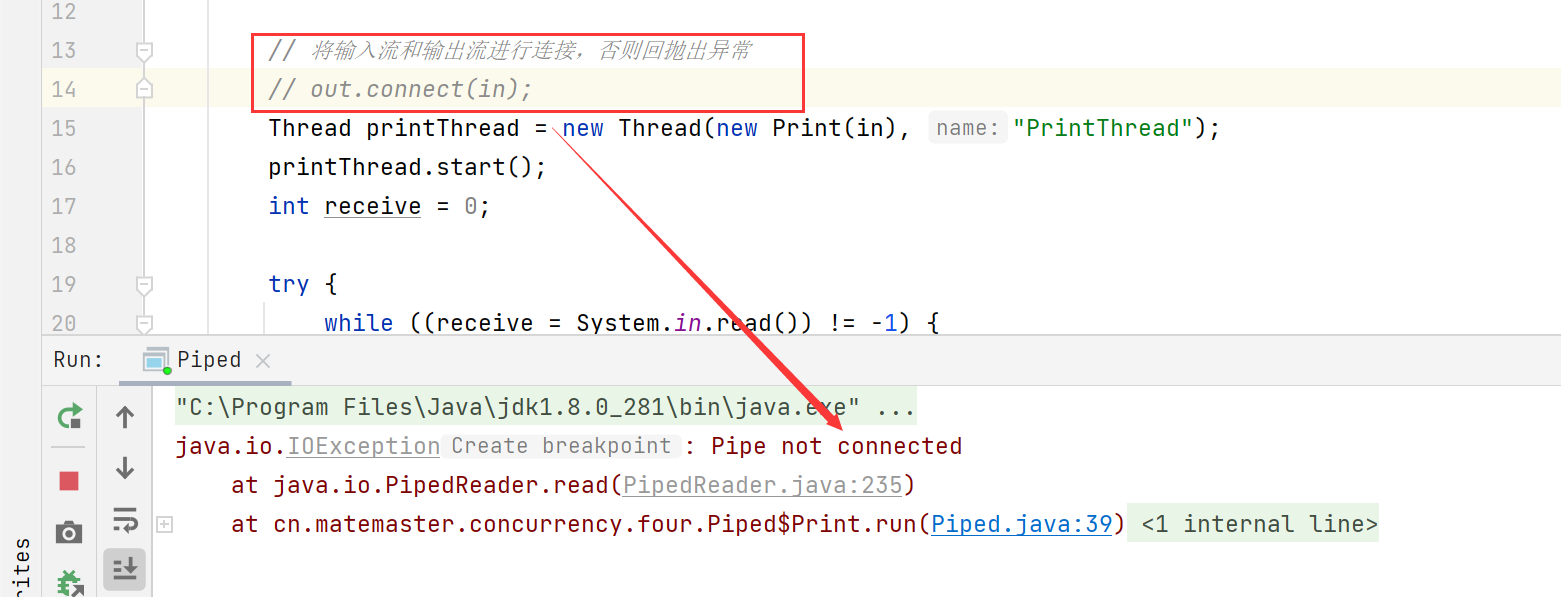 12
13 // 将输入流和输出流进行连接，否则回抛出异常
14 // out.connect(in);
15 Thread printThread = new Thread(new Print(in), name: "PrintThread");
16 printThread.start();
17 int receive = 0;
18
19 try {
20 while ((receive = System.in.read()) != -1) {
Run: Piped
"C:\Program Files\Java\jdk1.8.0_281\bin\java.exe" ...
java.io.IOException Create breakpoint : Pipe not connected
at java.io.PipedReader.read(PipedReader.java:235)
at cn.matemaster.concurrency.four.Piped$Print.run(Piped.java:39) <1 internal line>